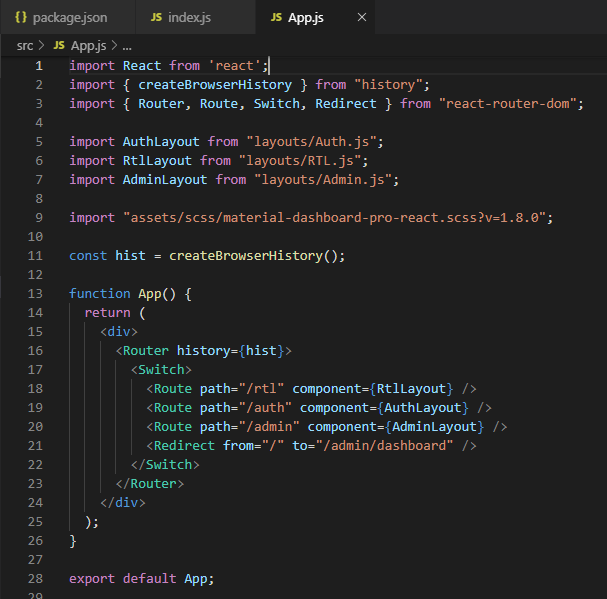 {} package.json JS index.js JS App.js ×
src > JS App.js > ...
1 import React from 'react';
2 import { createBrowserHistory } from "history";
3 import { Router, Route, Switch, Redirect } from "react-router-dom";
4
5 import AuthLayout from "layouts/Auth.js";
6 import RtlLayout from "layouts/RTL.js";
7 import AdminLayout from "layouts/Admin.js";
8
9 import "assets/scss/material-dashboard-pro-react.scss?v=1.8.0";
10
11 const hist = createBrowserHistory();
12
13 function App() {
14   return (
15     <div>
16       <Router history={hist}>
17         <Switch>
18           <Route path="/rtl" component={RtlLayout} />
19           <Route path="/auth" component={AuthLayout} />
20           <Route path="/admin" component={AdminLayout} />
21           <Redirect from="/" to="/admin/dashboard" />
22         </Switch>
23       </Router>
24     </div>
25   );
26 }
27
28 export default App;
29